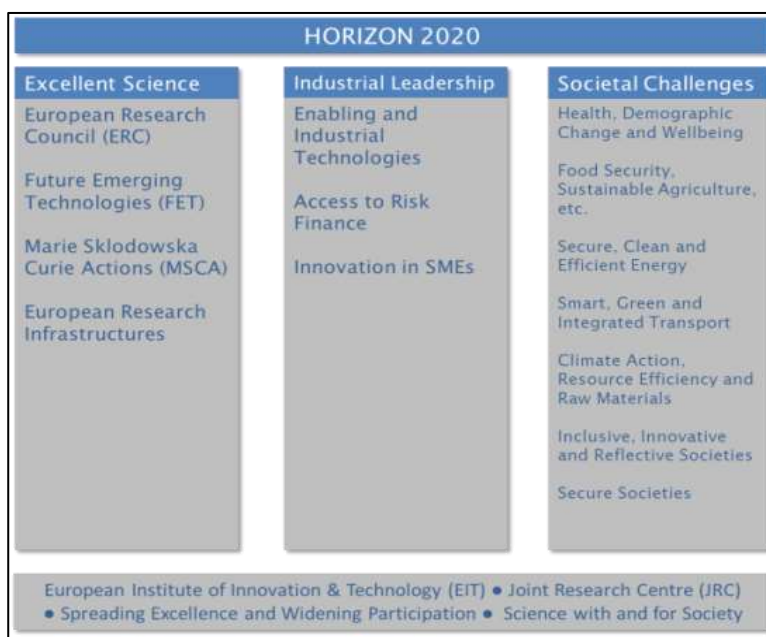 HORIZON 2020
Excellent Science
European Research
Council (ERC)
Future Emerging
Technologies (FET)
Marie Sklodowska
Curie Actions (MSCA)
European Research
Infrastructures
Industrial Leadership
Enabling and
Industrial
Technologies
Access to Risk
Finance
Innovation in SMEs
Societal Challenges
Health, Demographic
Change and Wellbeing
Food Security,
Sustainable Agriculture,
etc.
Secure, Clean and
Efficient Energy
Smart, Green and
Integrated Transport
Climate Action,
Resource Efficiency and
Raw Materials
Inclusive, Innovative
and Reflective Societies
Secure Societies
European Institute of Innovation & Technology (EIT) ● Joint Research Centre (JRC)
● Spreading Excellence and Widening Participation ● Science with and for Society